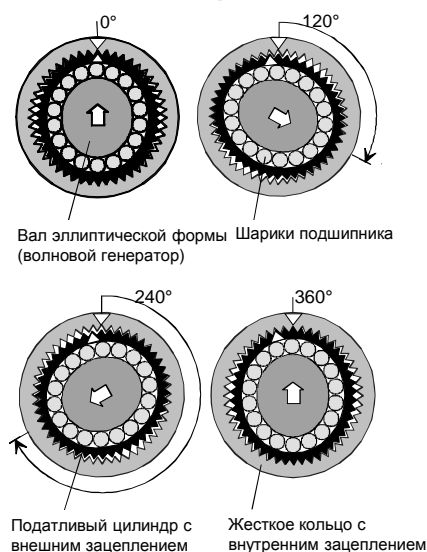 0°
120°
Вал эллиптической формы
(волновой генератор)
Шарики подшипника
240°
360°
Податливый цилиндр с
внешним зацеплением
Жесткое кольцо с
внутренним зацеплением